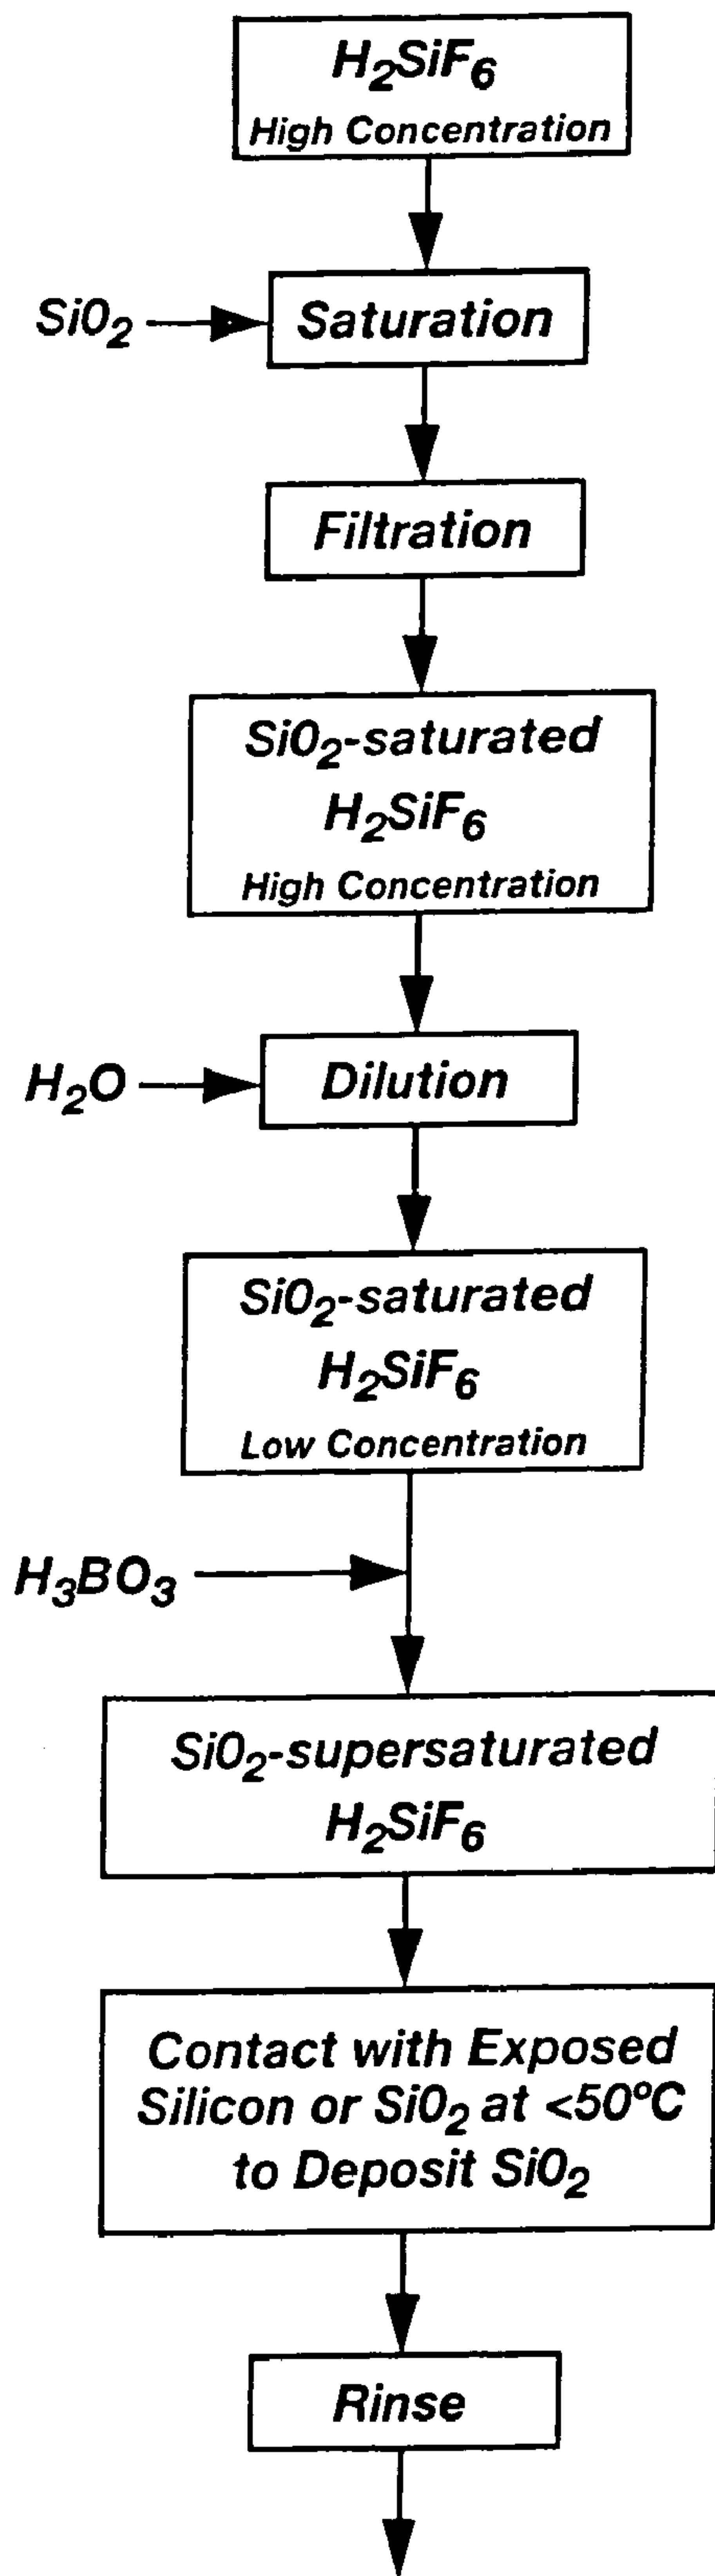 H₂SiF₆
High Concentration
SiO₂
Saturation
Filtration
SiO₂-saturated
H₂SiF₆
High Concentration
H₂O
Dilution
SiO₂-saturated
H₂SiF₆
Low Concentration
H₃BO₃
SiO₂-supersaturated
H₂SiF₆
Contact with Exposed
Silicon or SiO₂ at <50°C
to Deposit SiO₂
Rinse